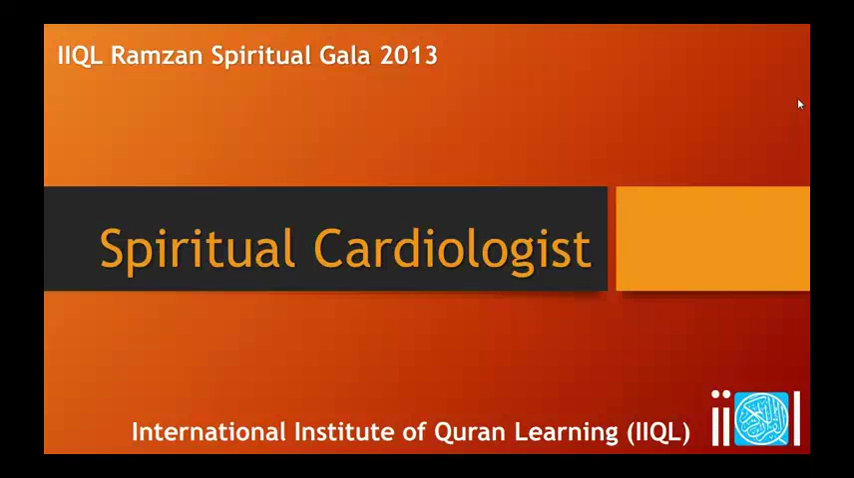 IIQL Ramzan Spiritual Gala 2013
Spiritual Cardiologist
International Institute of Quran Learning (IIQL)